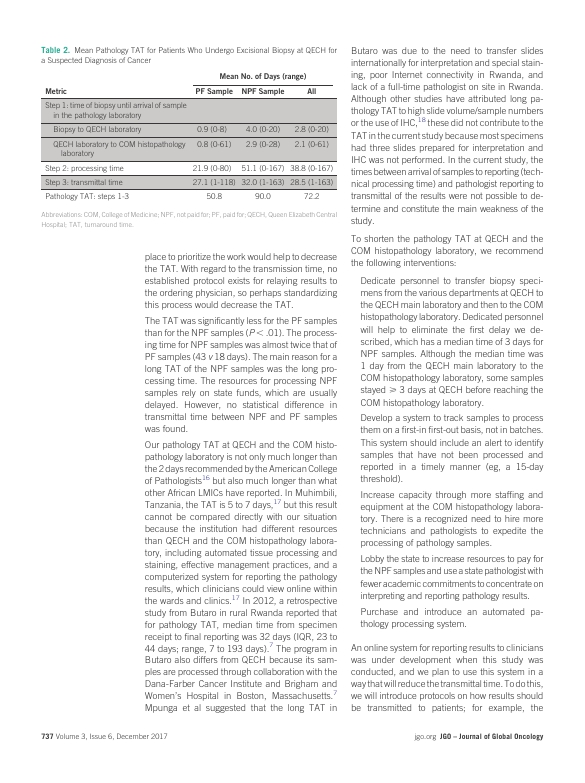 Table 2. Mean Pathology TAT for Patients Who Undergo Excisional Biopsy at QECH for
a Suspected Diagnosis of Cancer
Mean No. of Days (range)
Metric PF Sample NPF Sample All
Step 1: time of biopsy until arrival of sample
in the pathology laboratory
Biopsy to QECH laboratory 0.9 (0-8) 4.0 (0-20) 2.8 (0-20)
QECH laboratory to COM histopathology 0.8 (0-61) 2.9 (0-28) 2.1 (0-61)
laboratory
Step 2: processing time 21.9 (0-80) 51.1 (0-167) 38.8 (0-167)
Step 3: transmittal time 27.1 (1-118) 32.0 (1-163) 28.5 (1-163)
Pathology TAT: steps 1-3 50.8 90.0 72.2
Abbreviations: COM, College of Medicine; NPF, not paid for; PF, paid for; QECH, Queen Elizabeth Central
Hospital; TAT, turnaround time.
place to prioritize the work would help to decrease
the TAT. With regard to the transmission time, no
established protocol exists for relaying results to
the ordering physician, so perhaps standardizing
this process would decrease the TAT.
The TAT was significantly less for the PF samples
than for the NPF samples (P < .01). The process-
ing time for NPF samples was almost twice that of
PF samples (43 v 18 days). The main reason for a
long TAT of the NPF samples was the long pro-
cessing time. The resources for processing NPF
samples rely on state funds, which are usually
delayed. However, no statistical difference in
transmittal time between NPF and PF samples
was found.
Our pathology TAT at QECH and the COM histo-
pathology laboratory is not only much longer than
the 2 days recommended by the American College
of Pathologists16 but also much longer than what
other African LMICs have reported. In Muhimbili,
Tanzania, the TAT is 5 to 7 days,17 but this result
cannot be compared directly with our situation
because the institution had different resources
than QECH and the COM histopathology labora-
tory, including automated tissue processing and
staining, effective management practices, and a
computerized system for reporting the pathology
results, which clinicians could view online within
the wards and clinics.17 In 2012, a retrospective
study from Butaro in rural Rwanda reported that
for pathology TAT, median time from specimen
receipt to final reporting was 32 days (IQR, 23 to
44 days; range, 7 to 193 days).7 The program in
Butaro also differs from QECH because its sam-
ples are processed through collaboration with the
Dana-Farber Cancer Institute and Brigham and
Women's Hospital in Boston, Massachusetts.7
Mpunga et al suggested that the long TAT in
Butaro was due to the need to transfer slides
internationally for interpretation and special stain-
ing, poor Internet connectivity in Rwanda, and
lack of a full-time pathologist on site in Rwanda.
Although other studies have attributed long pa-
thology TAT to high slide volume/sample numbers
or the use of IHC,18 these did not contribute to the
TAT in the current study because most specimens
had three slides prepared for interpretation and
IHC was not performed. In the current study, the
times between arrival of samples to reporting (tech-
nical processing time) and pathologist reporting to
transmittal of the results were not possible to de-
termine and constitute the main weakness of the
study.
To shorten the pathology TAT at QECH and the
COM histopathology laboratory, we recommend
the following interventions:
Dedicate personnel to transfer biopsy speci-
mens from the various departments at QECH to
the QECH main laboratory and then to the COM
histopathology laboratory. Dedicated personnel
will help to eliminate the first delay we de-
scribed, which has a median time of 3 days for
NPF samples. Although the median time was
1 day from the QECH main laboratory to the
COM histopathology laboratory, some samples
stayed ⩾ 3 days at QECH before reaching the
COM histopathology laboratory.
Develop a system to track samples to process
them on a first-in first-out basis, not in batches.
This system should include an alert to identify
samples that have not been processed and
reported in a timely manner (eg, a 15-day
threshold).
Increase capacity through more staffing and
equipment at the COM histopathology labora-
tory. There is a recognized need to hire more
technicians and pathologists to expedite the
processing of pathology samples.
Lobby the state to increase resources to pay for
the NPF samples and use a state pathologist with
fewer academic commitments to concentrate on
interpreting and reporting pathology results.
Purchase and introduce an automated pa-
thology processing system.
An online system for reporting results to clinicians
was under development when this study was
conducted, and we plan to use this system in a
way that will reduce the transmittal time. To do this,
we will introduce protocols on how results should
be transmitted to patients; for example, the
737 Volume 3, Issue 6, December 2017
jgo.org JGO – Journal of Global Oncology